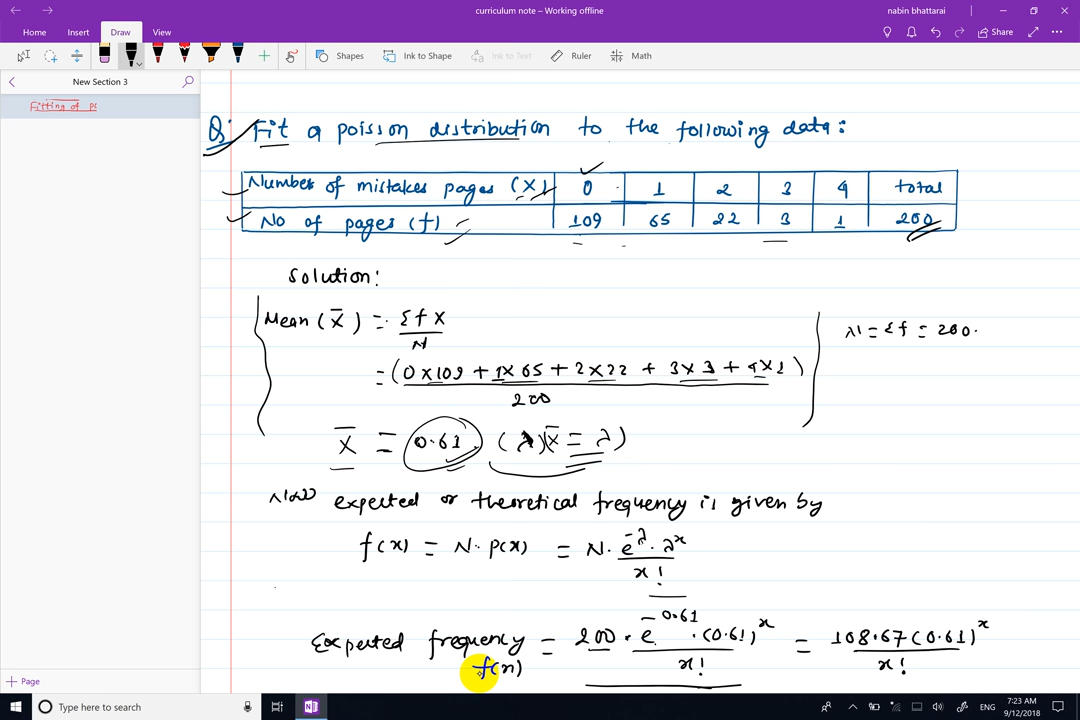 curriculum note – Working offline
nabin bhattarai
Home Insert Draw View
Share
Shapes Ink to Shape Ink to Text Ruler Math
New Section 3
Fitting of po
Q: Fit a poisson distribution to the following data:
Number of mistakes pages (X) 0 1 2 3 4 total
No of pages (f) 109 65 22 3 1 200
Solution:
Mean (X̄) = Σfx
N
N = Σf = 200.
= (0×109 + 1×65 + 2×22 + 3×3 + 4×1)
200
X̄ = 0.61 (X̄ = λ)
Now expected or theoretical frequency is given by
f(x) = N· p(x) = N· e^-λ · λ^x
x!
Expected frequency = 200 · e^-0.61 · (0.61)^x = 108.67(0.61)^x
f(x) x! x!
Page
Type here to search
ENG
7:23 AM
9/12/2018